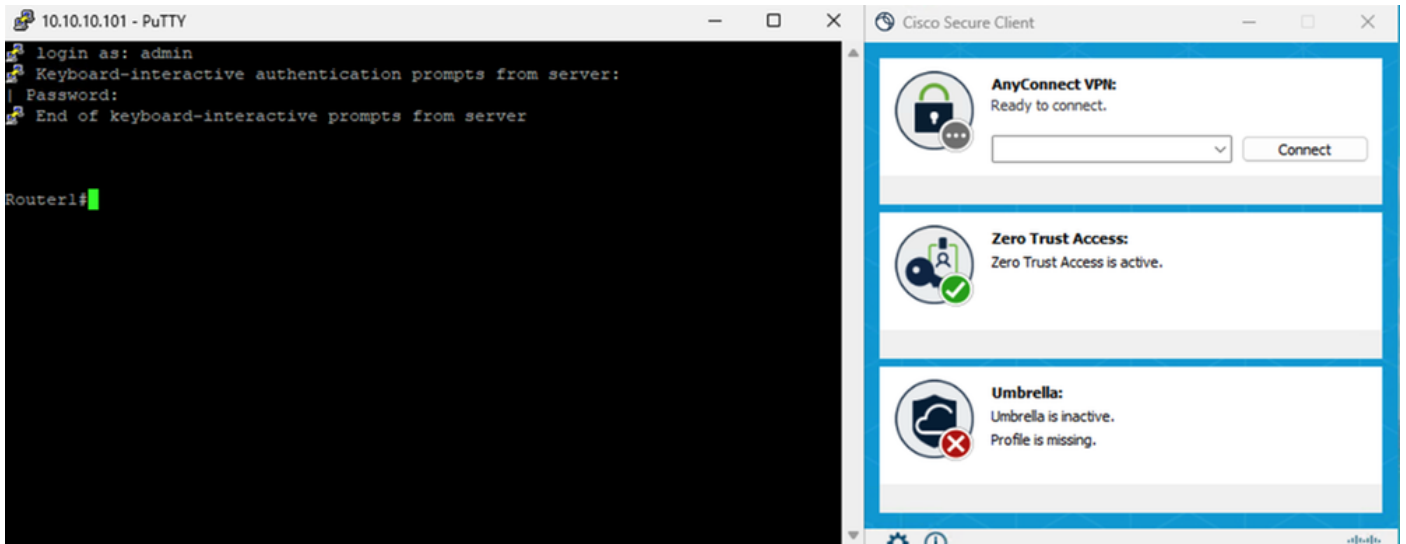 10.10.10.101 - PuTTY
login as: admin
Keyboard-interactive authentication prompts from server:
| Password:
End of keyboard-interactive prompts from server
Router1#
Cisco Secure Client
AnyConnect VPN:
Ready to connect.
Connect
Zero Trust Access:
Zero Trust Access is active.
Umbrella:
Umbrella is inactive.
Profile is missing.